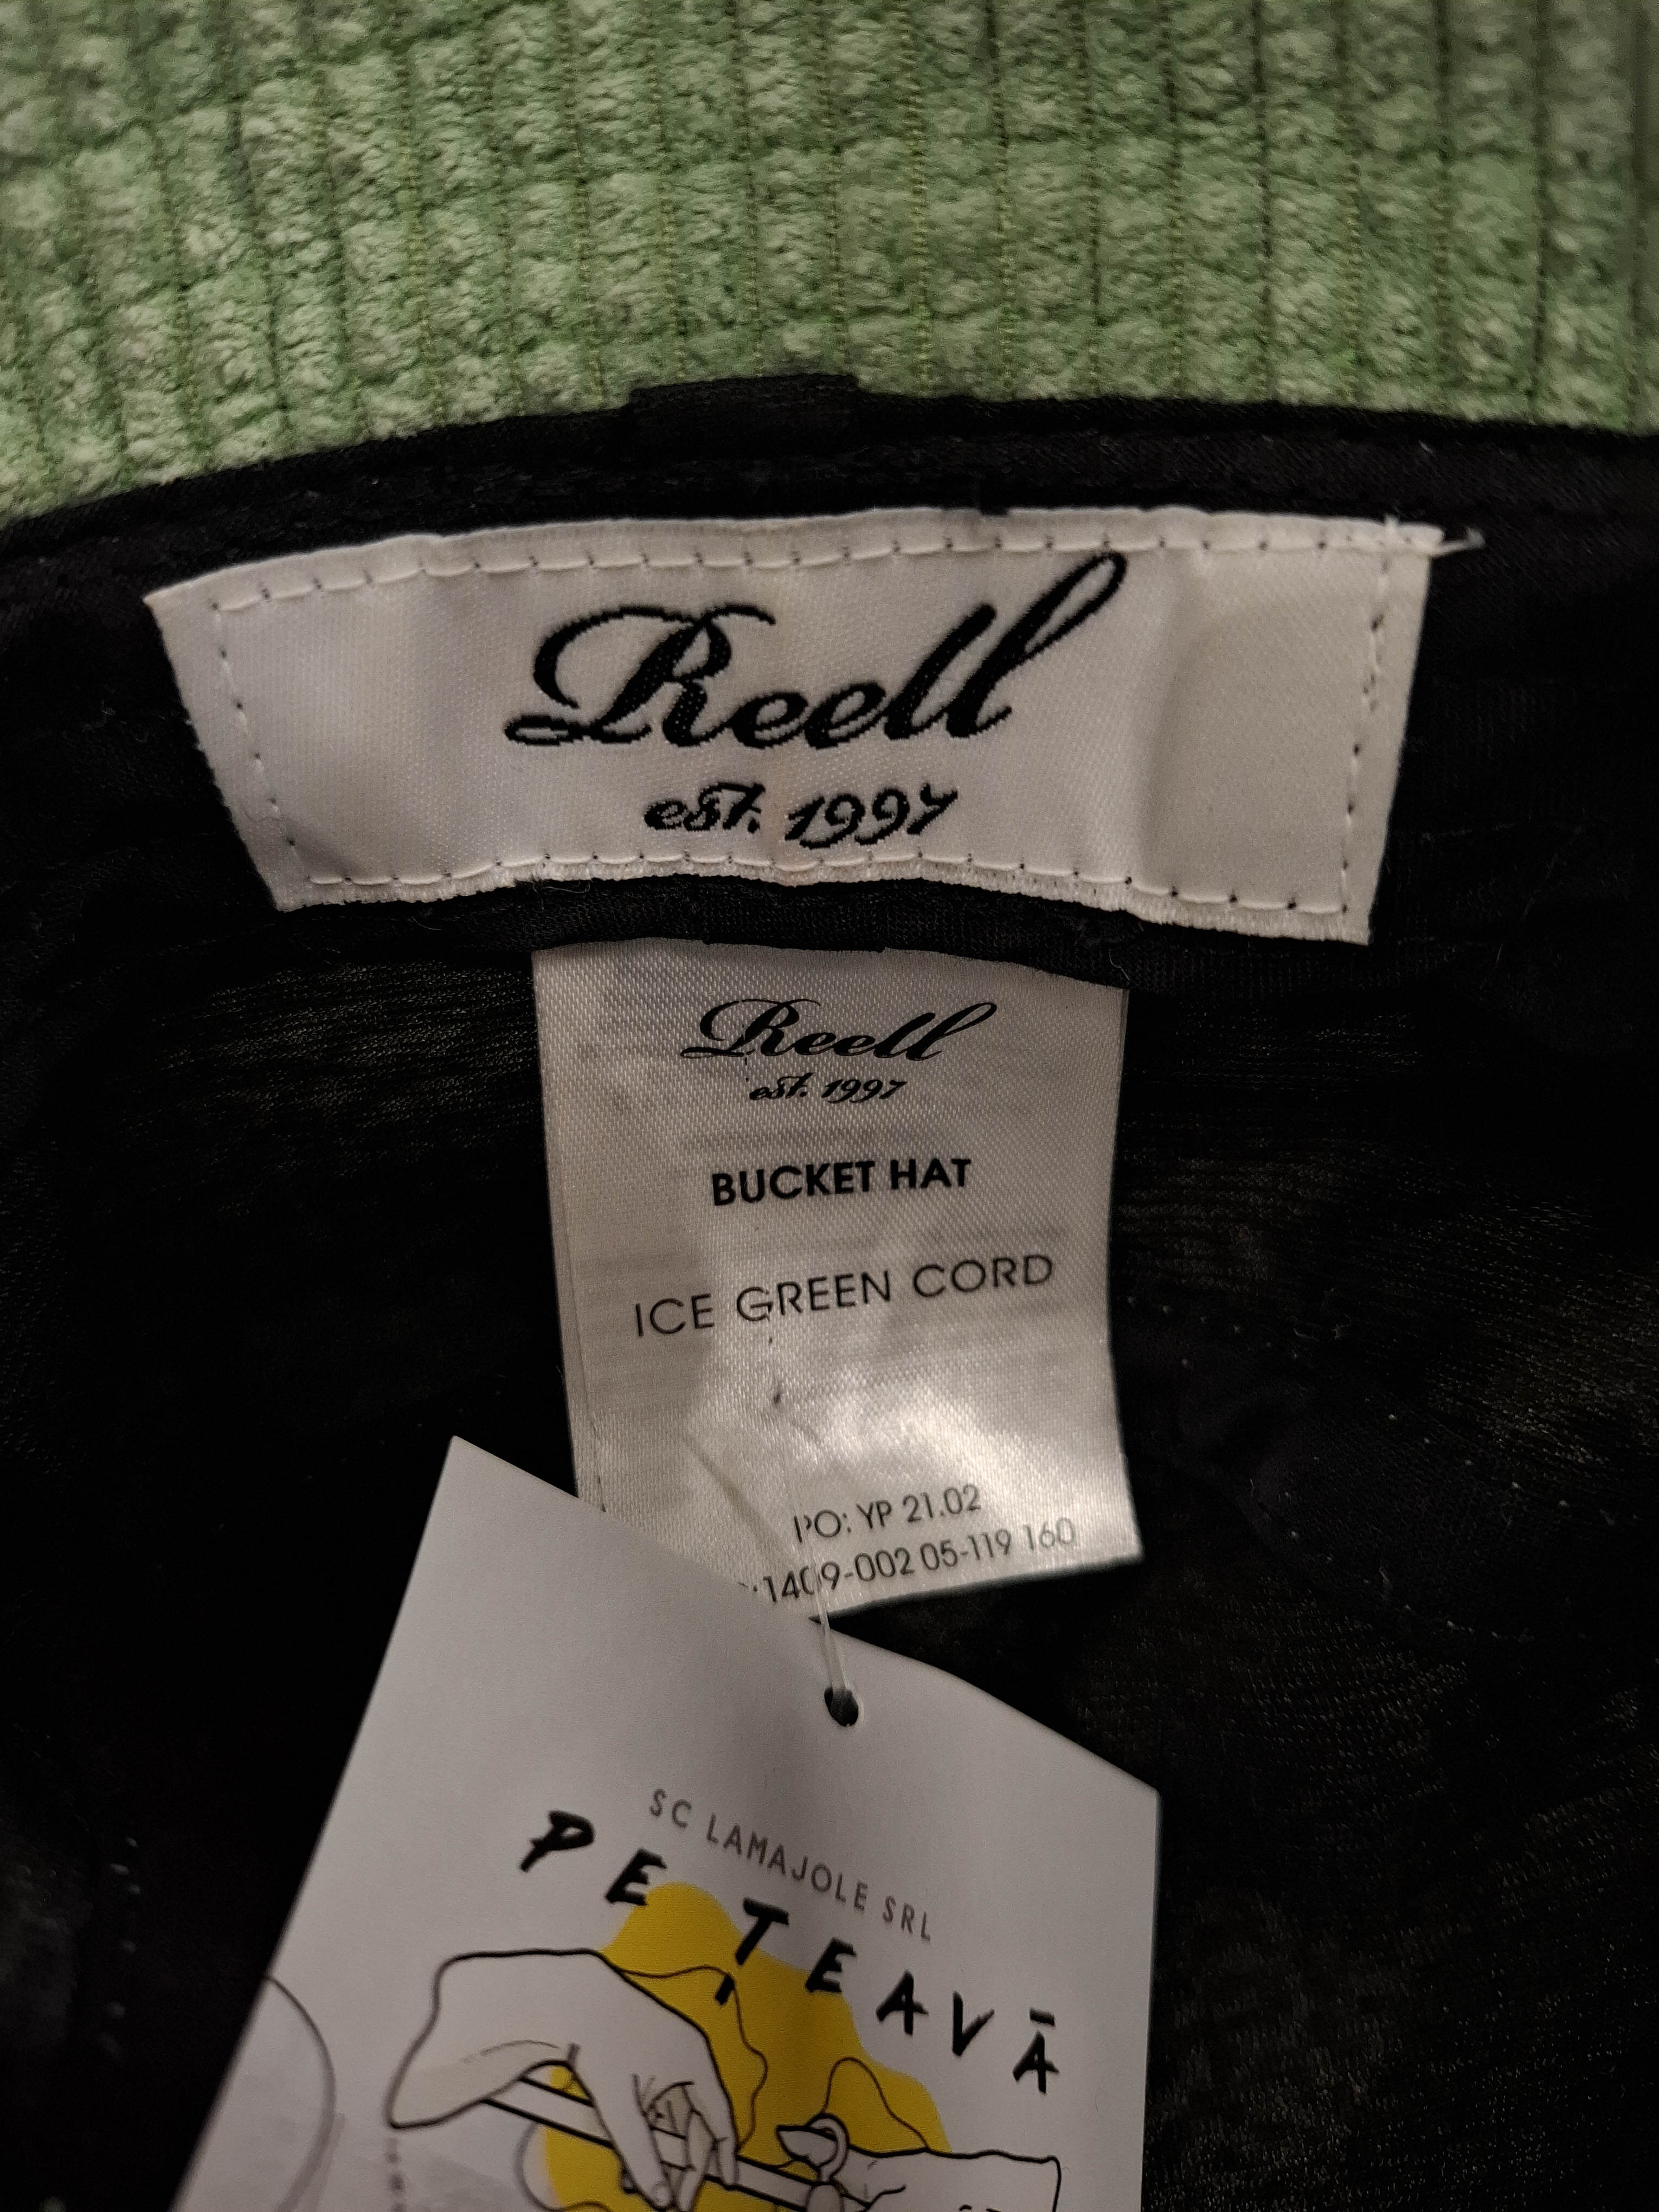 Reell
est. 1997
Reell
est. 1997
BUCKET HAT
ICE GREEN CORD
PO: YP 21.02
1409-002 05-119 160
SC LAMAJOLE SRL
PE ȚEAVĂ